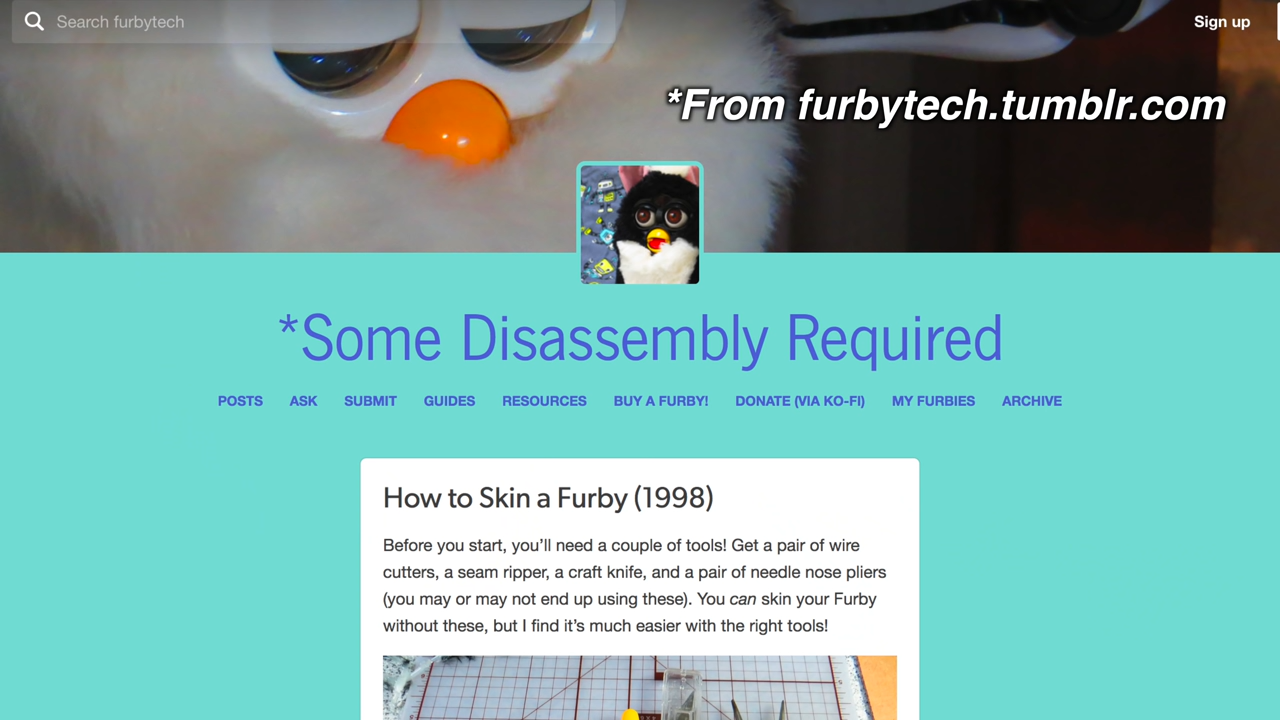 Search furbytech
Sign up
*From furbytech.tumblr.com
*Some Disassembly Required
POSTS ASK SUBMIT GUIDES RESOURCES BUY A FURBY! DONATE (VIA KO-FI) MY FURBIES ARCHIVE
How to Skin a Furby (1998)
Before you start, you’ll need a couple of tools! Get a pair of wire
cutters, a seam ripper, a craft knife, and a pair of needle nose pliers
(you may or may not end up using these). You can skin your Furby
without these, but I find it’s much easier with the right tools!